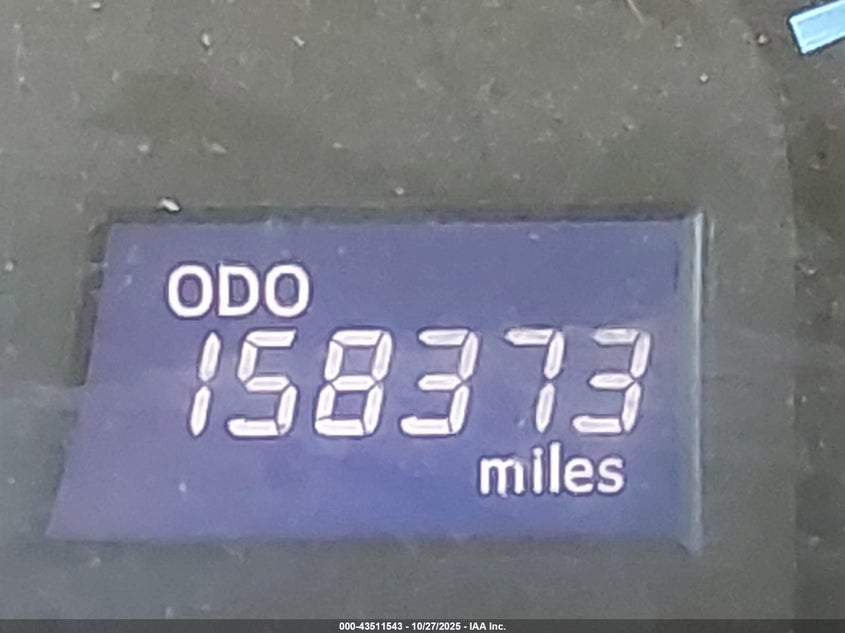 ODO
158373
miles
000-43511543 - 10/27/2025 - IAA Inc.